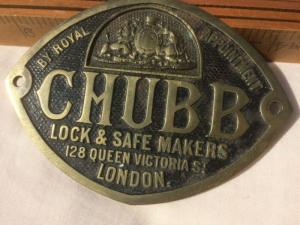 BY ROYAL APPOINTMENT
CHUBB
LOCK & SAFE MAKERS
128 QUEEN VICTORIA ST
LONDON.